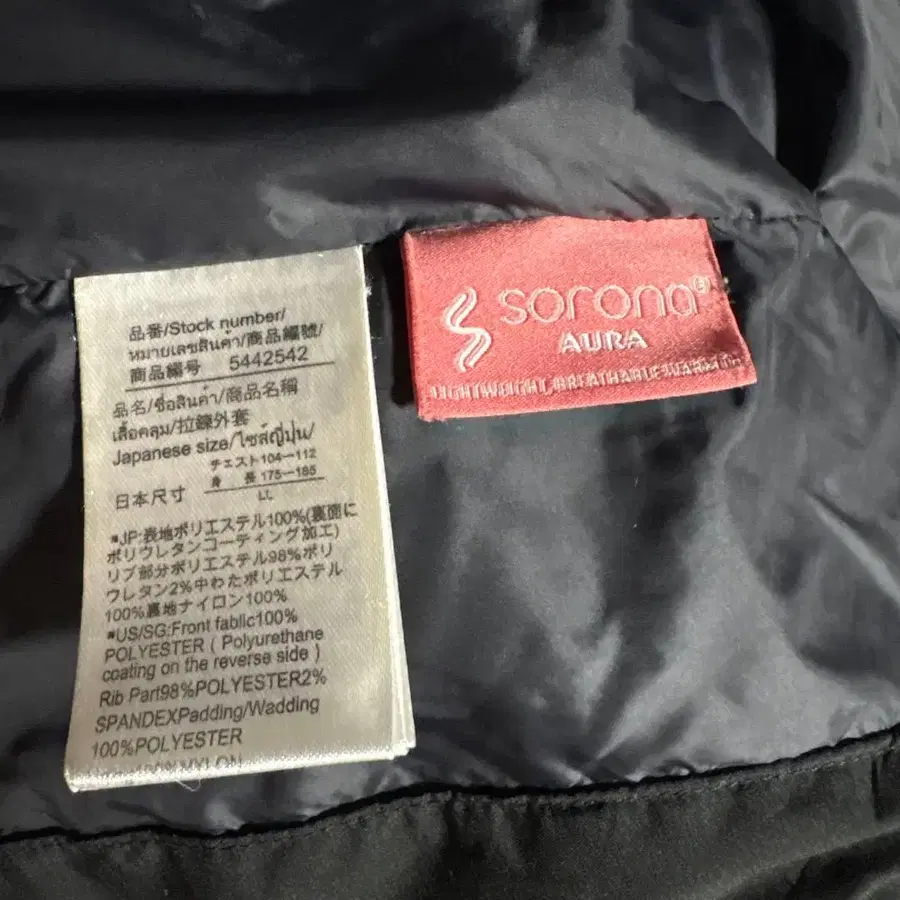 品番/Stock number/
หมายเลขสินค้า/商品編號/
商品編号 5442542
品名/ชื่อสินค้า/商品名稱
เสื้อคลุม/拉鍊外套
Japanese size/ไซส์ญี่ปุ่น/
日本尺寸
チェスト104—112
身 長 175—185
LL
*JP:表地ポリエステル100%(裏面に
ポリウレタンコーティング加工)
リブ部分ポリエステル98%ポリ
ウレタン2%中わたポリエステル
100%裏地ナイロン100%
*US/SG:Front fablic100%
POLYESTER ( Polyurethane
coating on the reverse side )
Rib Part98%POLYESTER2%
SPANDEXPadding/Wadding
100%POLYESTER
100%NYLON
sorona®
AURA
LIGHTWEIGHT, BREATHABLE WARMTH